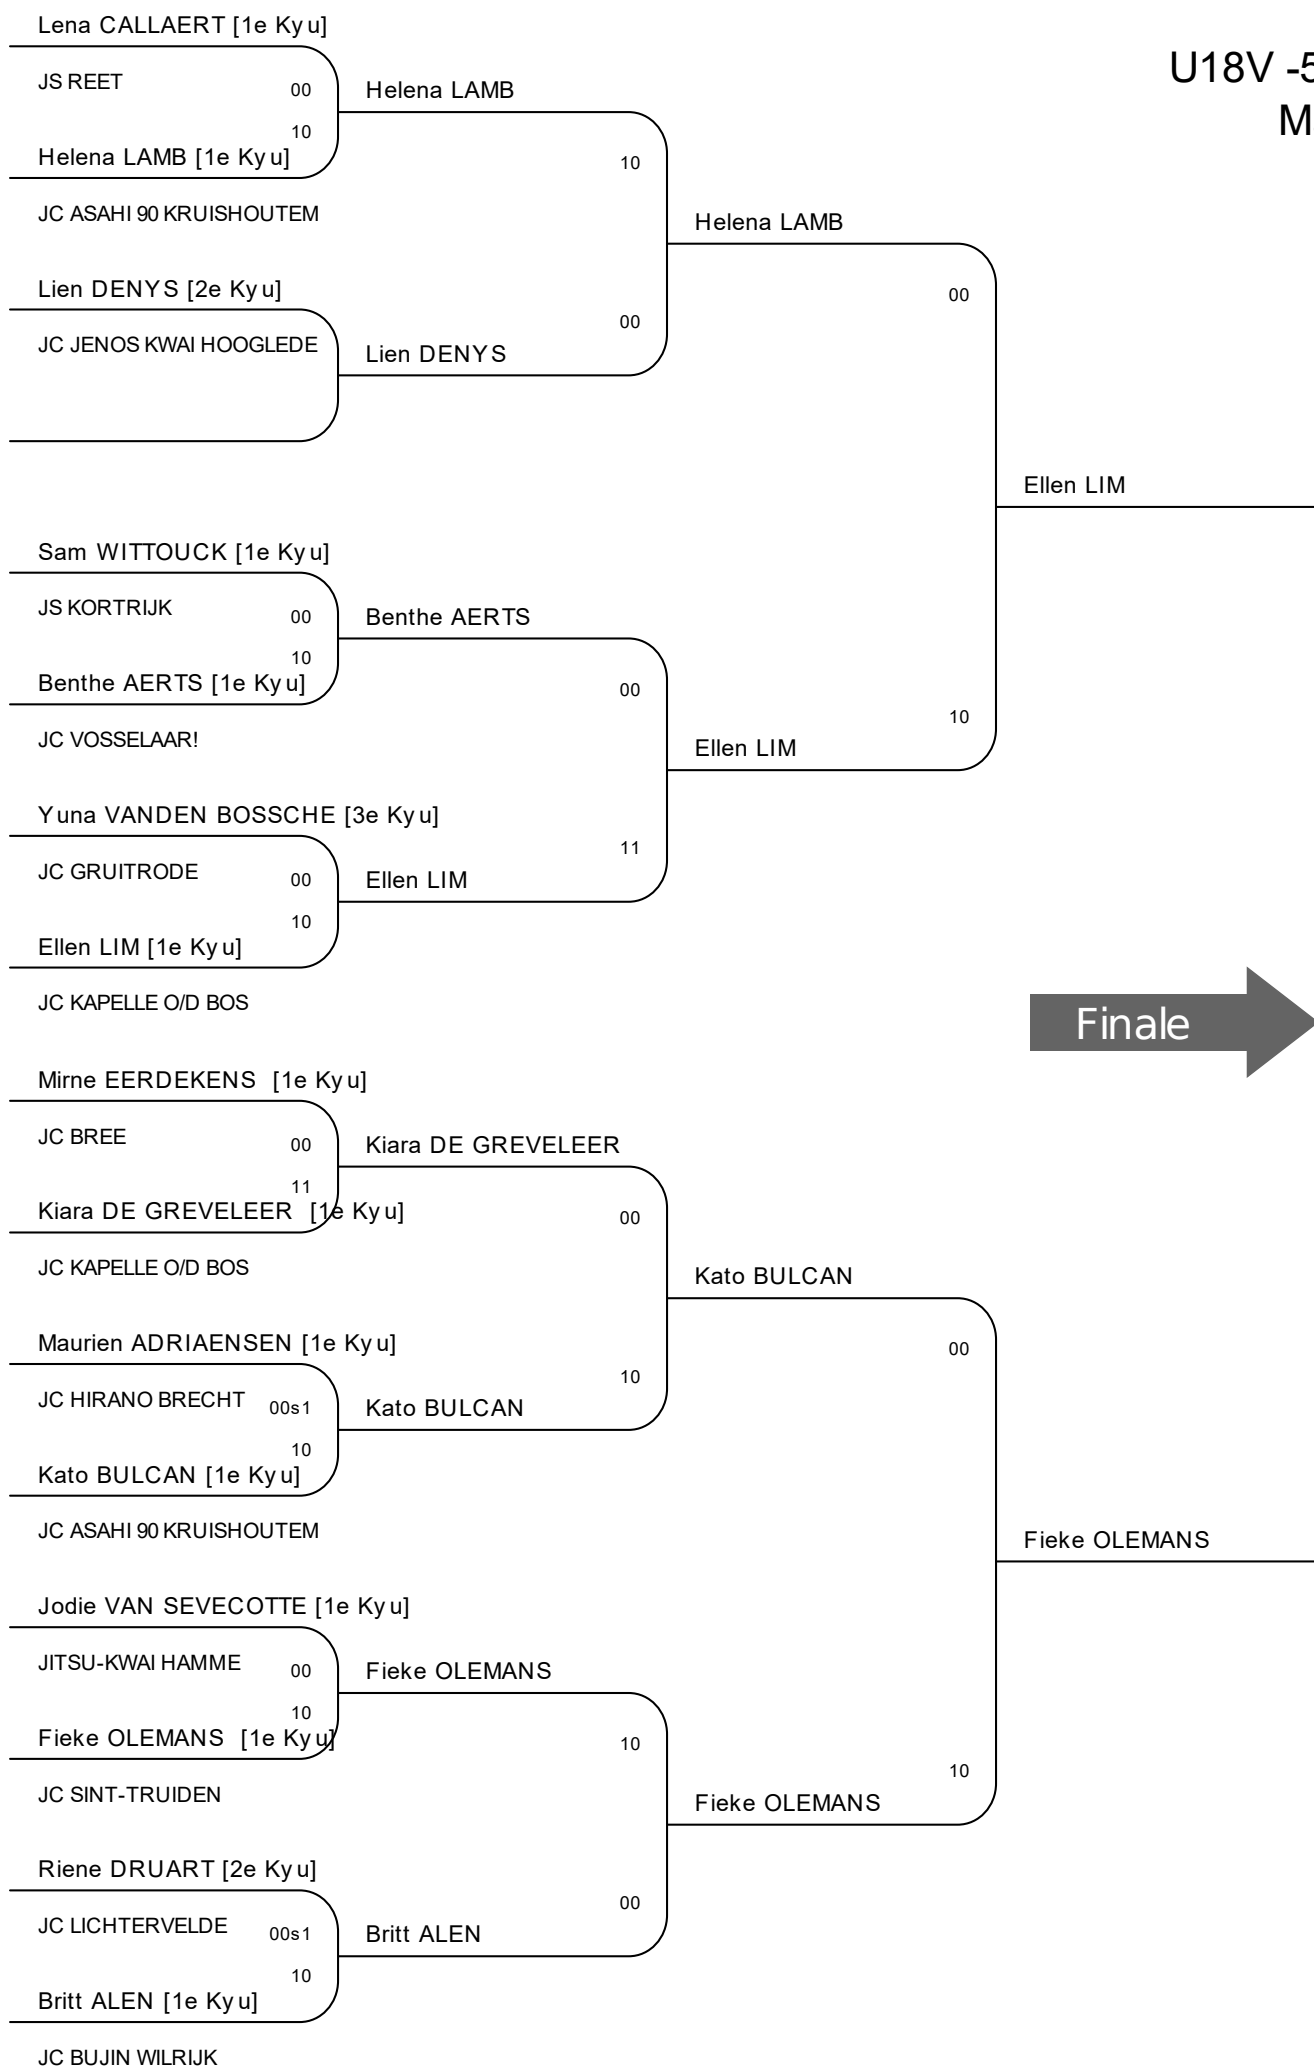 Lena CALLAERT [1e Kyu]
U18V -5
M
JS REET
00
Helena LAMB
10
Helena LAMB [1e Kyu]
10
JC ASAHI 90 KRUISHOUTEM
Helena LAMB
Lien DENYS [2e Kyu]
00
00
JC JENOS KWAI HOOGLEDE
Lien DENYS
Ellen LIM
Sam WITTOUCK [1e Kyu]
JS KORTRIJK
00
Benthe AERTS
10
Benthe AERTS [1e Kyu]
00
10
JC VOSSELAAR!
Ellen LIM
Yuna VANDEN BOSSCHE [3e Kyu]
11
JC GRUITRODE
00
Ellen LIM
10
Ellen LIM [1e Kyu]
JC KAPELLE O/D BOS
Finale
Mirne EERDEKENS [1e Kyu]
JC BREE
00
Kiara DE GREVELEER
11
Kiara DE GREVELEER [1e Kyu]
00
JC KAPELLE O/D BOS
Kato BULCAN
Maurien ADRIAENSEN [1e Kyu]
00
10
JC HIRANO BRECHT
00s1
Kato BULCAN
10
Kato BULCAN [1e Kyu]
JC ASAHI 90 KRUISHOUTEM
Fieke OLEMANS
Jodie VAN SEVECOTTE [1e Kyu]
JITSU-KWAI HAMME
00
Fieke OLEMANS
10
Fieke OLEMANS [1e Kyu]
10
10
JC SINT-TRUIDEN
Fieke OLEMANS
Riene DRUART [2e Kyu]
00
JC LICHTERVELDE
00s1
Britt ALEN
10
Britt ALEN [1e Kyu]
JC BUJIN WILRIJK